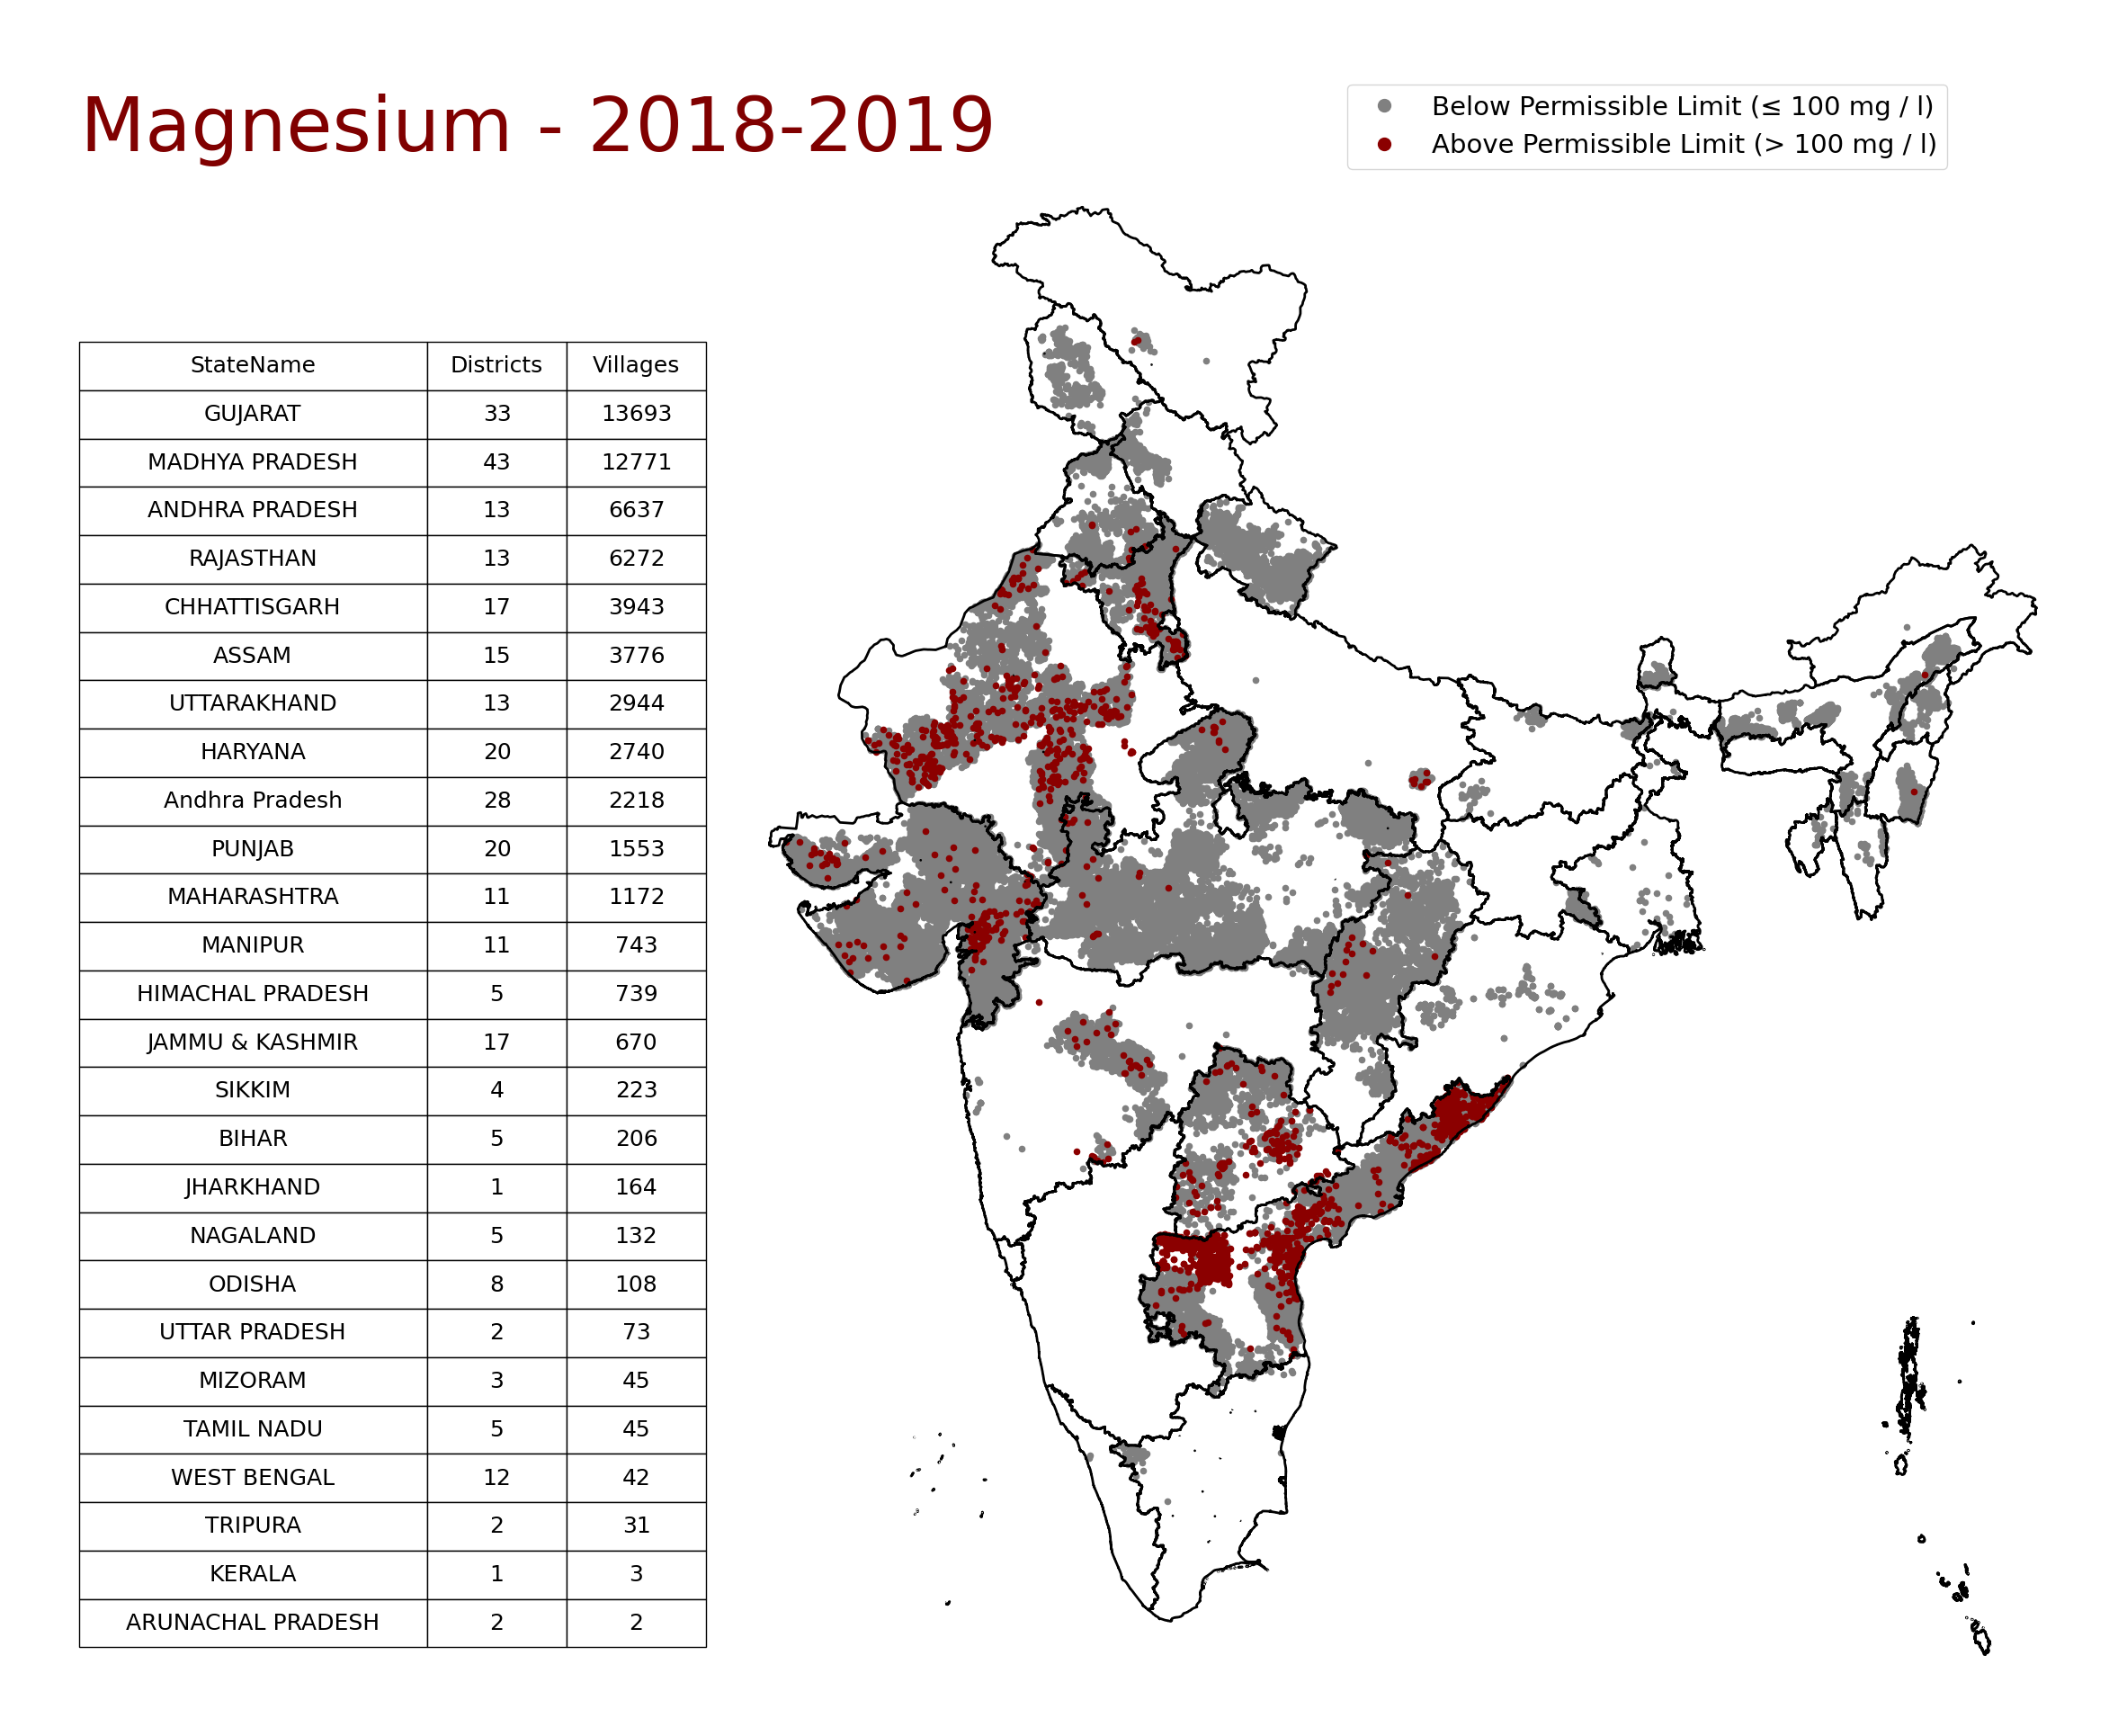 Magnesium - 2018-2019
Below Permissible Limit (≤ 100 mg / l)
Above Permissible Limit (> 100 mg / l)
StateName Districts Villages
GUJARAT 33 13693
MADHYA PRADESH 43 12771
ANDHRA PRADESH 13 6637
RAJASTHAN 13 6272
CHHATTISGARH 17 3943
ASSAM 15 3776
UTTARAKHAND 13 2944
HARYANA 20 2740
Andhra Pradesh 28 2218
PUNJAB 20 1553
MAHARASHTRA 11 1172
MANIPUR 11 743
HIMACHAL PRADESH 5 739
JAMMU & KASHMIR 17 670
SIKKIM 4 223
BIHAR 5 206
JHARKHAND 1 164
NAGALAND 5 132
ODISHA 8 108
UTTAR PRADESH 2 73
MIZORAM 3 45
TAMIL NADU 5 45
WEST BENGAL 12 42
TRIPURA 2 31
KERALA 1 3
ARUNACHAL PRADESH 2 2